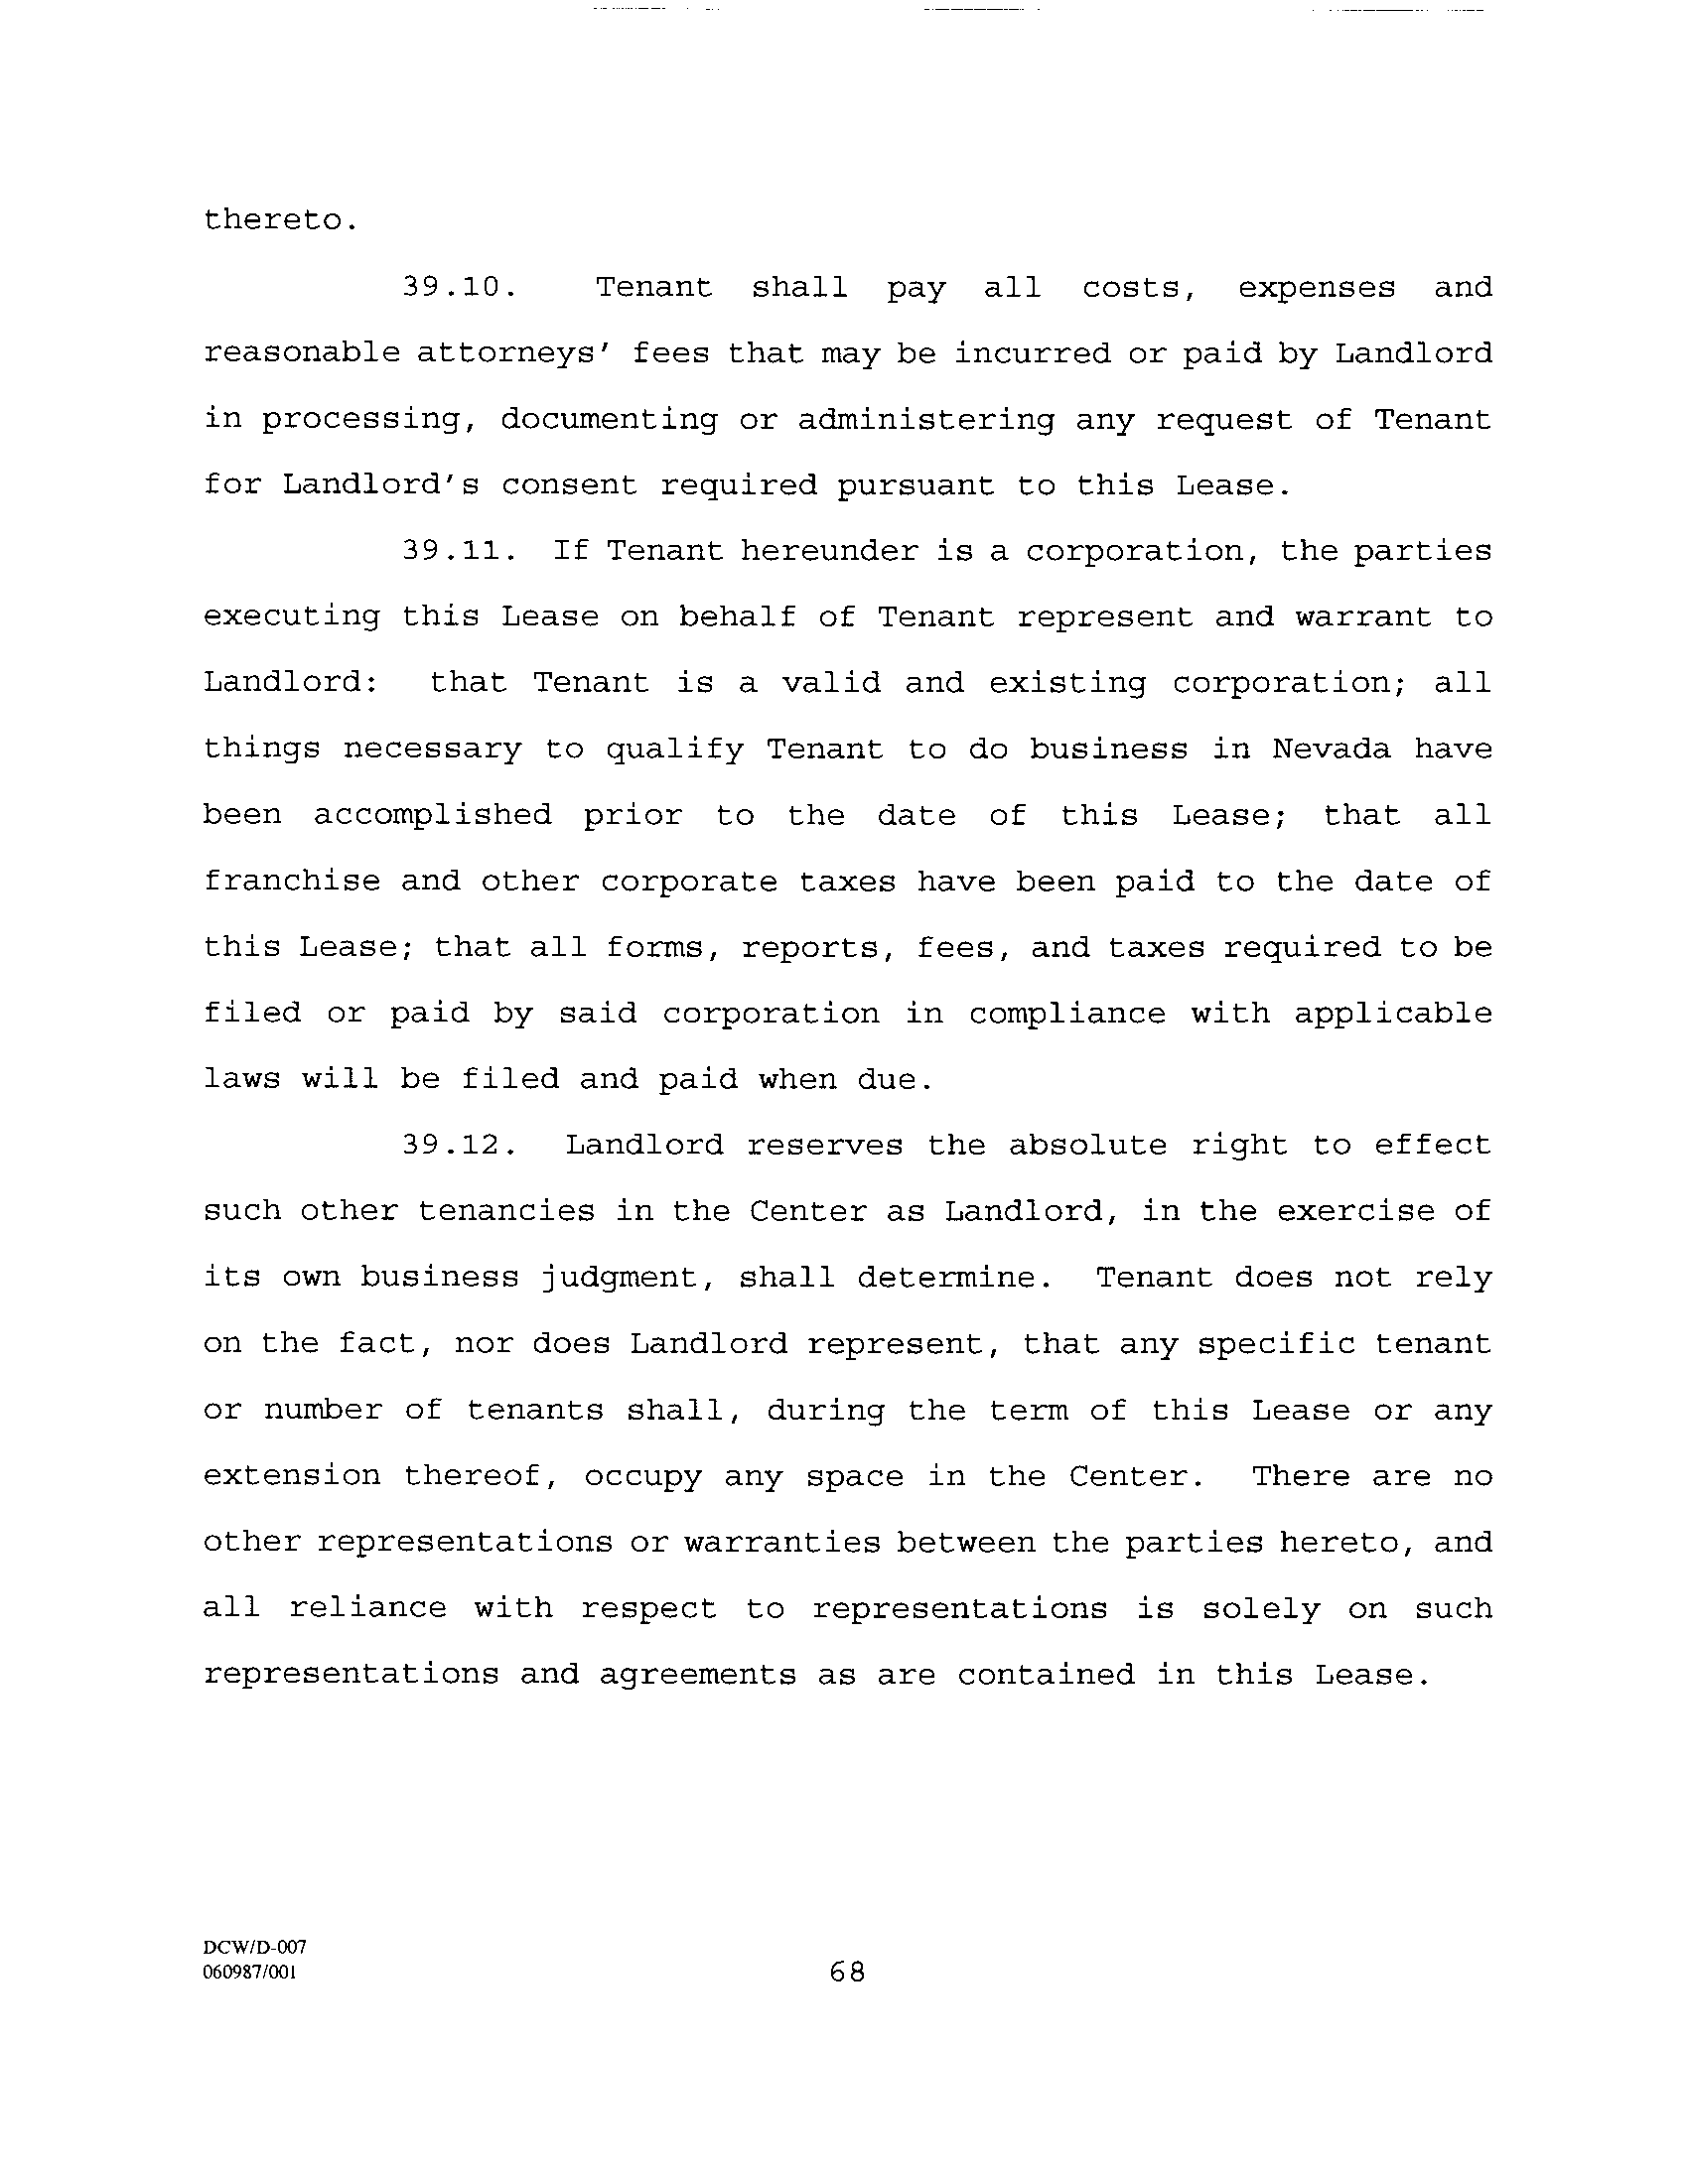 thereto.
39.10. Tenant shall pay all costs, expenses and
reasonable attorneys' fees that may be incurred or paid by Landlord
in processing, documenting or administering any request of Tenant
for Landlord's consent required pursuant to this Lease.
39.11. If Tenant hereunder is a corporation, the parties
executing this Lease on behalf of Tenant represent and warrant to
Landlord: that Tenant is a valid and existing corporation; all
things necessary to qualify Tenant to do business in Nevada have
been accomplished prior to the date of this Lease; that all
franchise and other corporate taxes have been paid to the date of
this Lease; that all forms, reports, fees, and taxes required to be
filed or paid by said corporation in compliance with applicable
laws will be filed and paid when due.
39.12. Landlord reserves the absolute right to effect
such other tenancies in the Center as Landlord, in the exercise of
its own business judgment, shall determine. Tenant does not rely
on the fact, nor does Landlord represent, that any specific tenant
or number of tenants shall, during the term of this Lease or any
extension thereof, occupy any space in the Center. There are no
other representations or warranties between the parties hereto, and
all reliance with respect to representations is solely on such
representations and agreements as are contained in this Lease.
DCW/D-007
060987/001
68